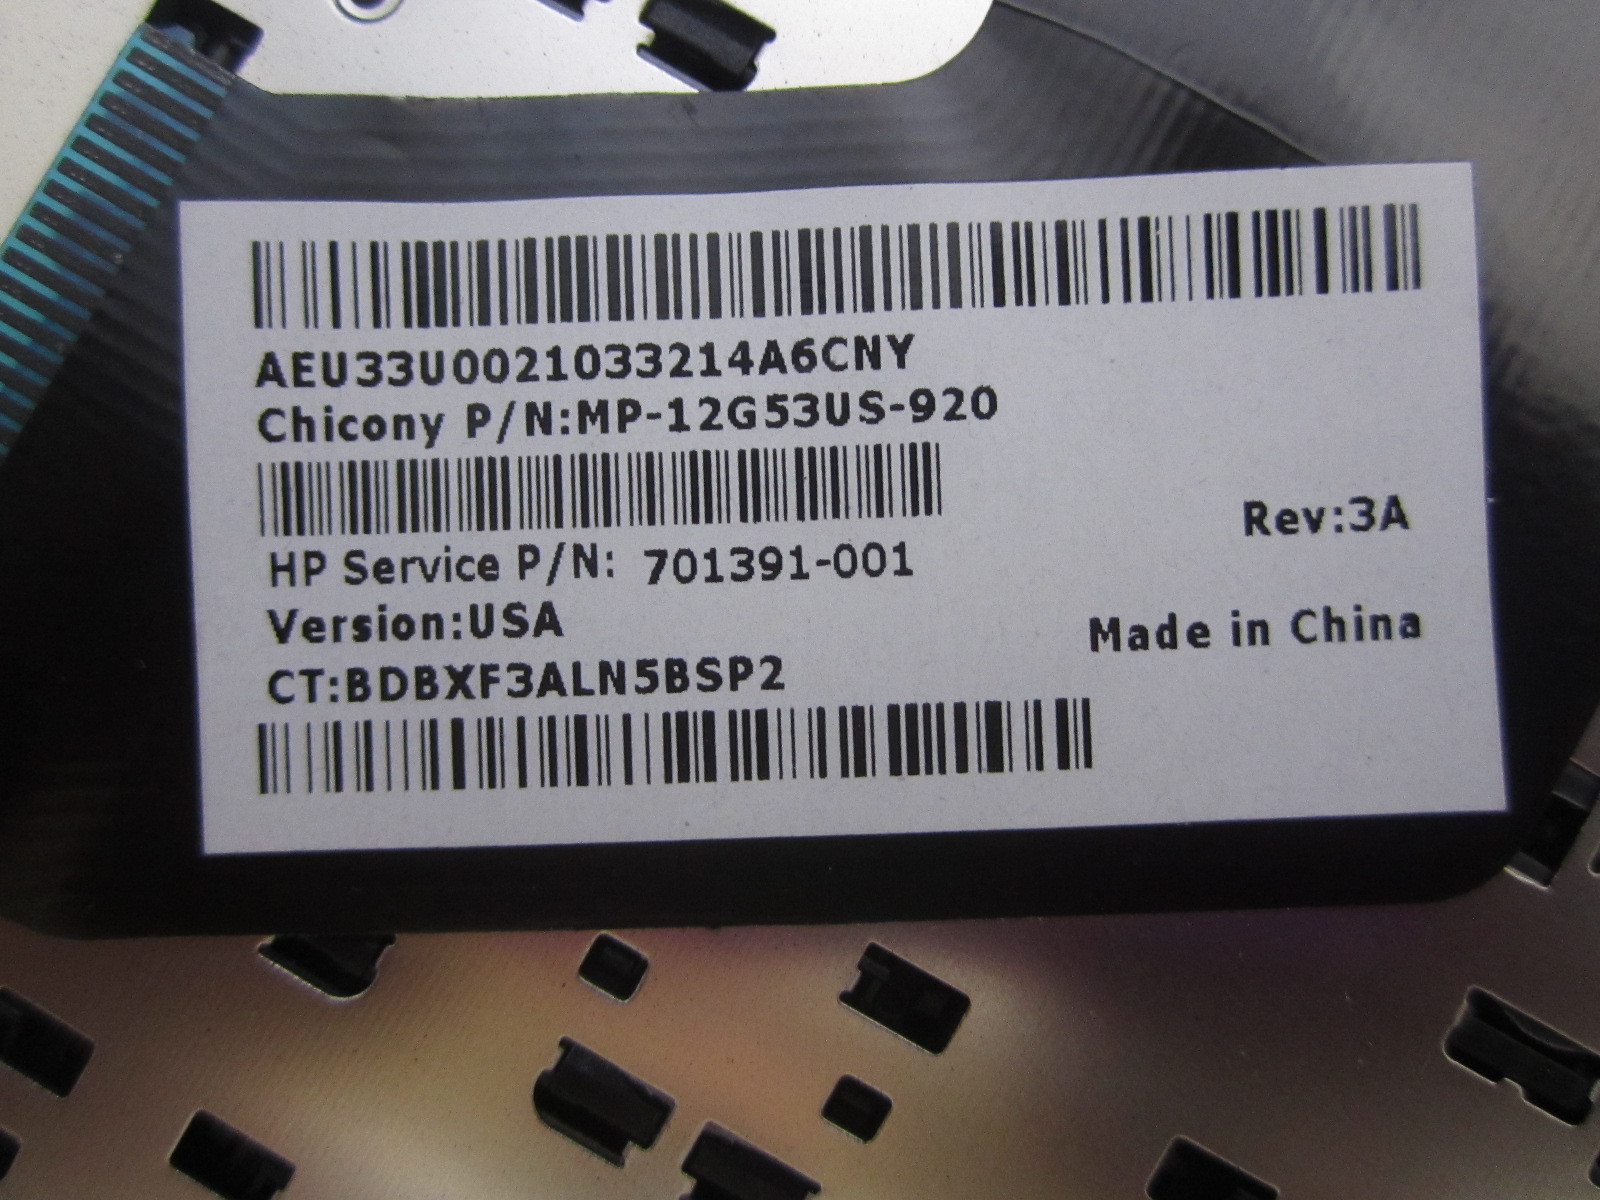 AEU33U0021033214A6CNY
Chicony P/N:MP-12G53US-920
Rev:3A
HP Service P/N: 701391-001
Version:USA
Made in China
CT:BDBXF3ALN5BSP2